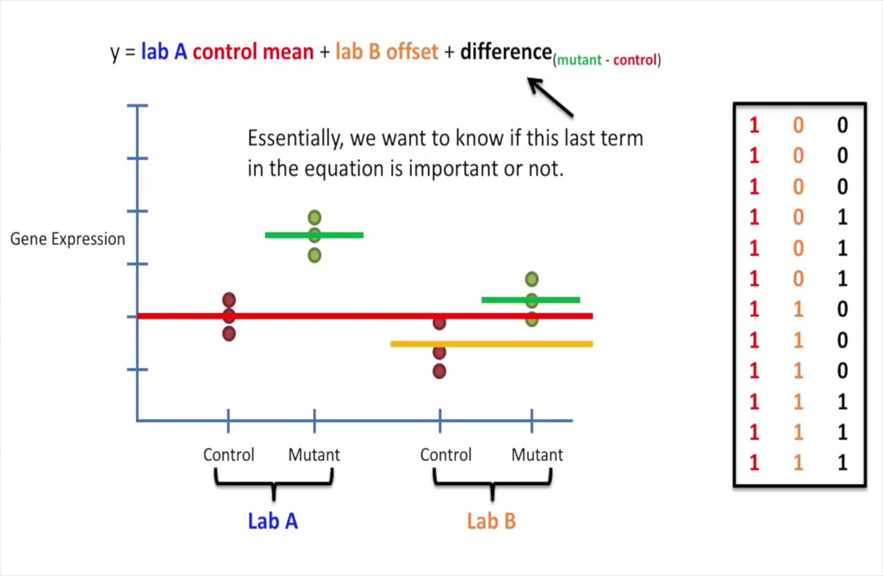 y = lab A control mean + lab B offset + difference(mutant - control)
Essentially, we want to know if this last term
in the equation is important or not.
Gene Expression
Control Mutant Control Mutant
Lab A Lab B
1 0 0
1 0 0
1 0 0
1 0 1
1 0 1
1 0 1
1 1 0
1 1 0
1 1 0
1 1 1
1 1 1
1 1 1